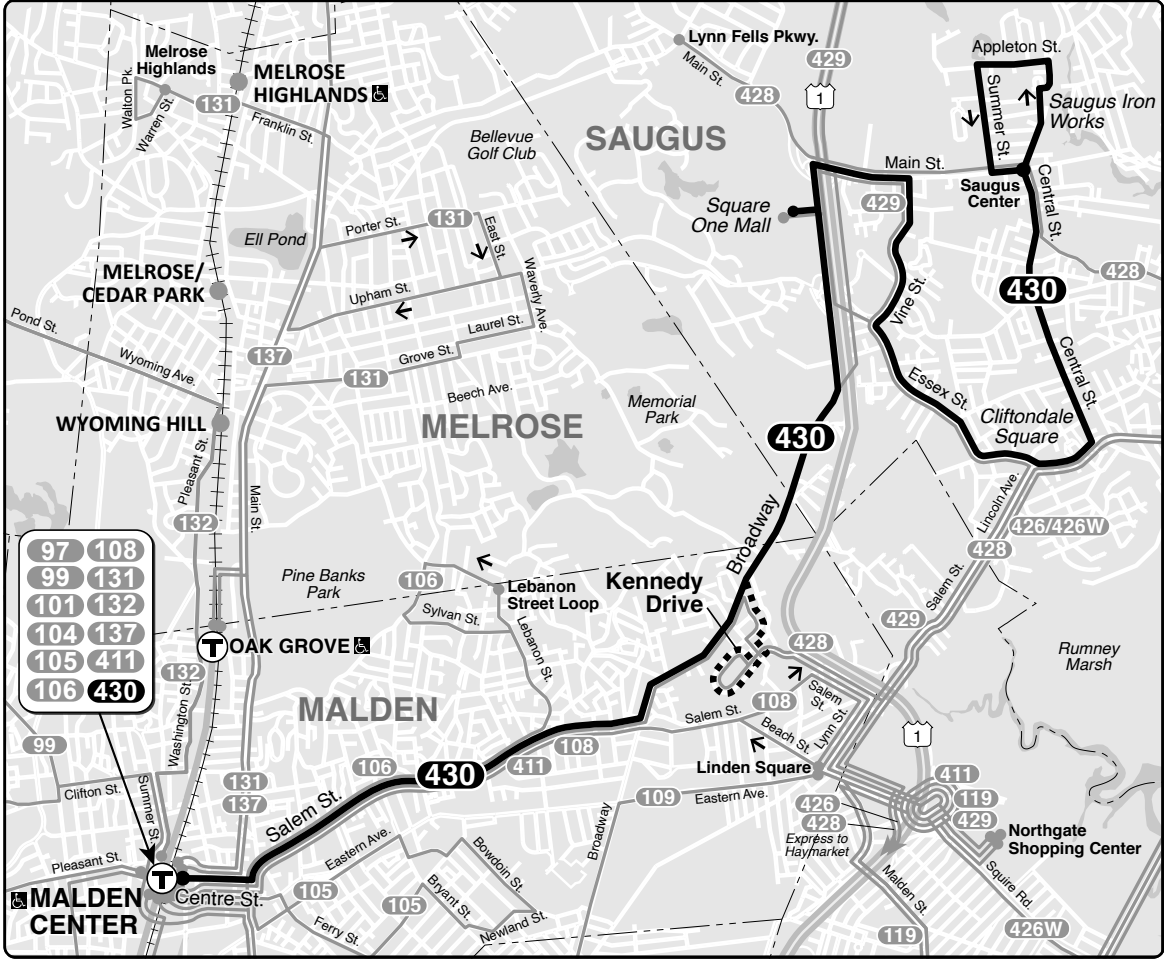 Lynn Fells Pkwy.
429
Appleton St.
Melrose
Highlands
MELROSE
HIGHLANDS
Main St.
428
1
Summer St.
Saugus Iron
Works
Walton Pk.
131
Warren St.
Franklin St.
Bellevue
Golf Club
SAUGUS
Main St.
Saugus
Center
Central St.
429
Square
One Mall
Porter St.
131
East St.
Ell Pond
428
MELROSE/
CEDAR PARK
Waverly Ave.
Upham St.
430
Vine St.
Pond St.
Laurel St.
Wyoming Ave.
137
Grove St.
131
Central St.
Beech Ave.
Essex St.
Memorial
Park
Cliftondale
Square
WYOMING HILL
MELROSE
430
Pleasant St.
Main St.
132
Lincoln Ave.
426/426W
428
Broadway
97 108
99 131
101 132
104 137
105 411
106 430
Pine Banks
Park
106
Lebanon
Street Loop
Kennedy
Drive
Salem St.
Sylvan St.
429
T OAK GROVE
Lebanon St.
428
Rumney
Marsh
132
Washington St.
MALDEN
Salem St.
108
Salem
St.
Lynn St.
Beach St.
1
99
108
106
430
411
Linden Square
411
131
137
Clifton St.
Summer St.
109
Eastern Ave.
426
428
119
429
Salem St.
Express to
Haymarket
Northgate
Shopping Center
Broadway
Eastern Ave.
Bowdoin St.
Pleasant St.
T
Squire Rd.
Malden St.
MALDEN
CENTER
Centre St.
105
105
Bryant St.
Ferry St.
Newland St.
119
426W